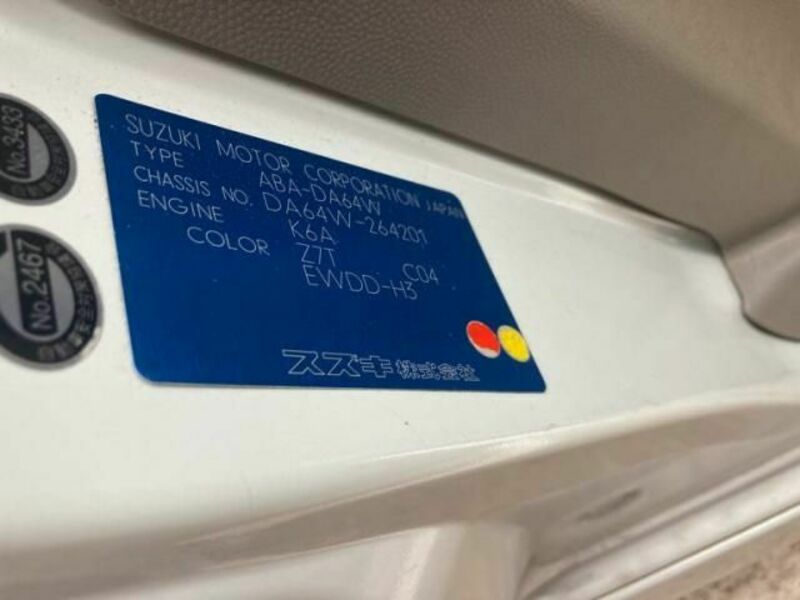 SUZUKI MOTOR CORPORATION JAPAN
TYPE ABA-DA64W
CHASSIS NO. DA64W-264201
ENGINE K6A
COLOR Z7T C04
EWDD-H3
スズキ株式会社
No.3433
No.2467